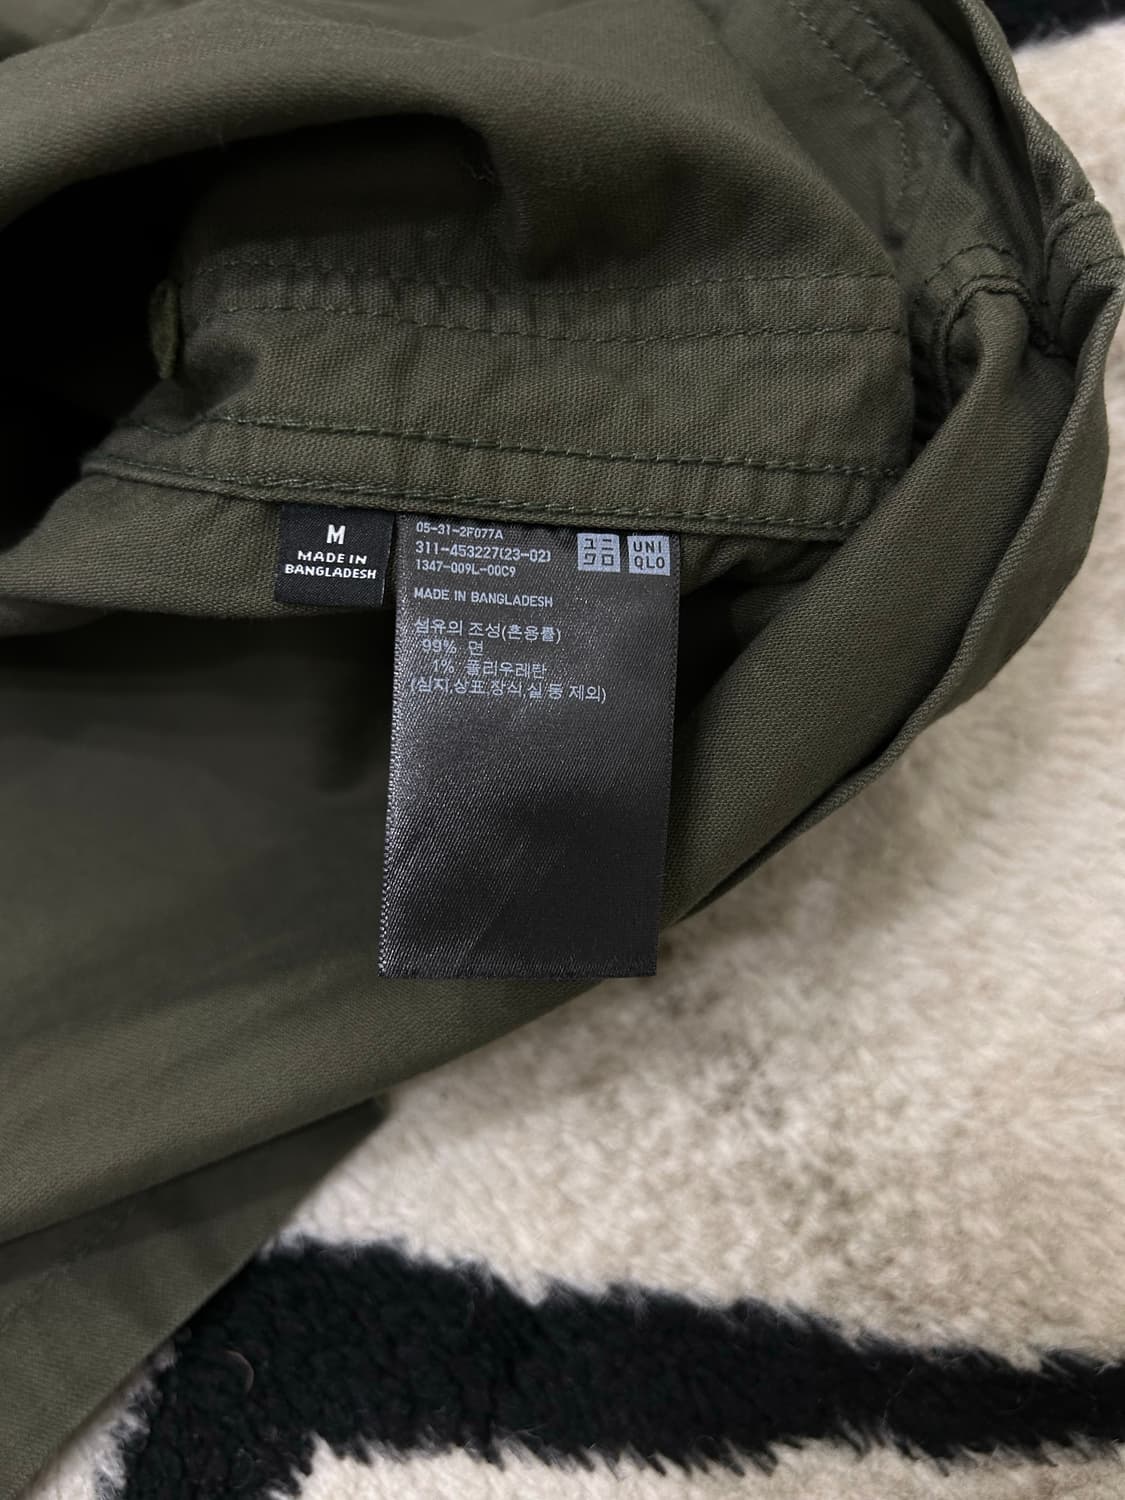 M
MADE IN
BANGLADESH
05-31-2F077A
311-453227(23-02)
1347-009L-00C9
ユニ
クロ
UNI
QLO
MADE IN BANGLADESH
섬유의 조성(혼용률)
99% 면
1% 폴리우레탄
(심지,상표,장식,실 등 제외)